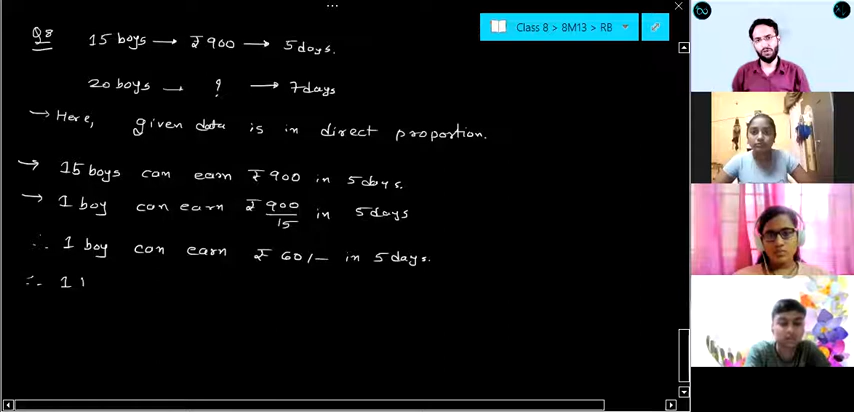 Class 8 > 8M13 > RB
Q8 15 boys → ₹900 → 5 days.
20 boys → ? → 7 days
→ Here, given data is in direct proportion.
→ 15 boys can earn ₹900 in 5 days.
→ 1 boy can earn ₹ 900/15 in 5 days
∴ 1 boy can earn ₹ 60/- in 5 days.
∴ 1 l